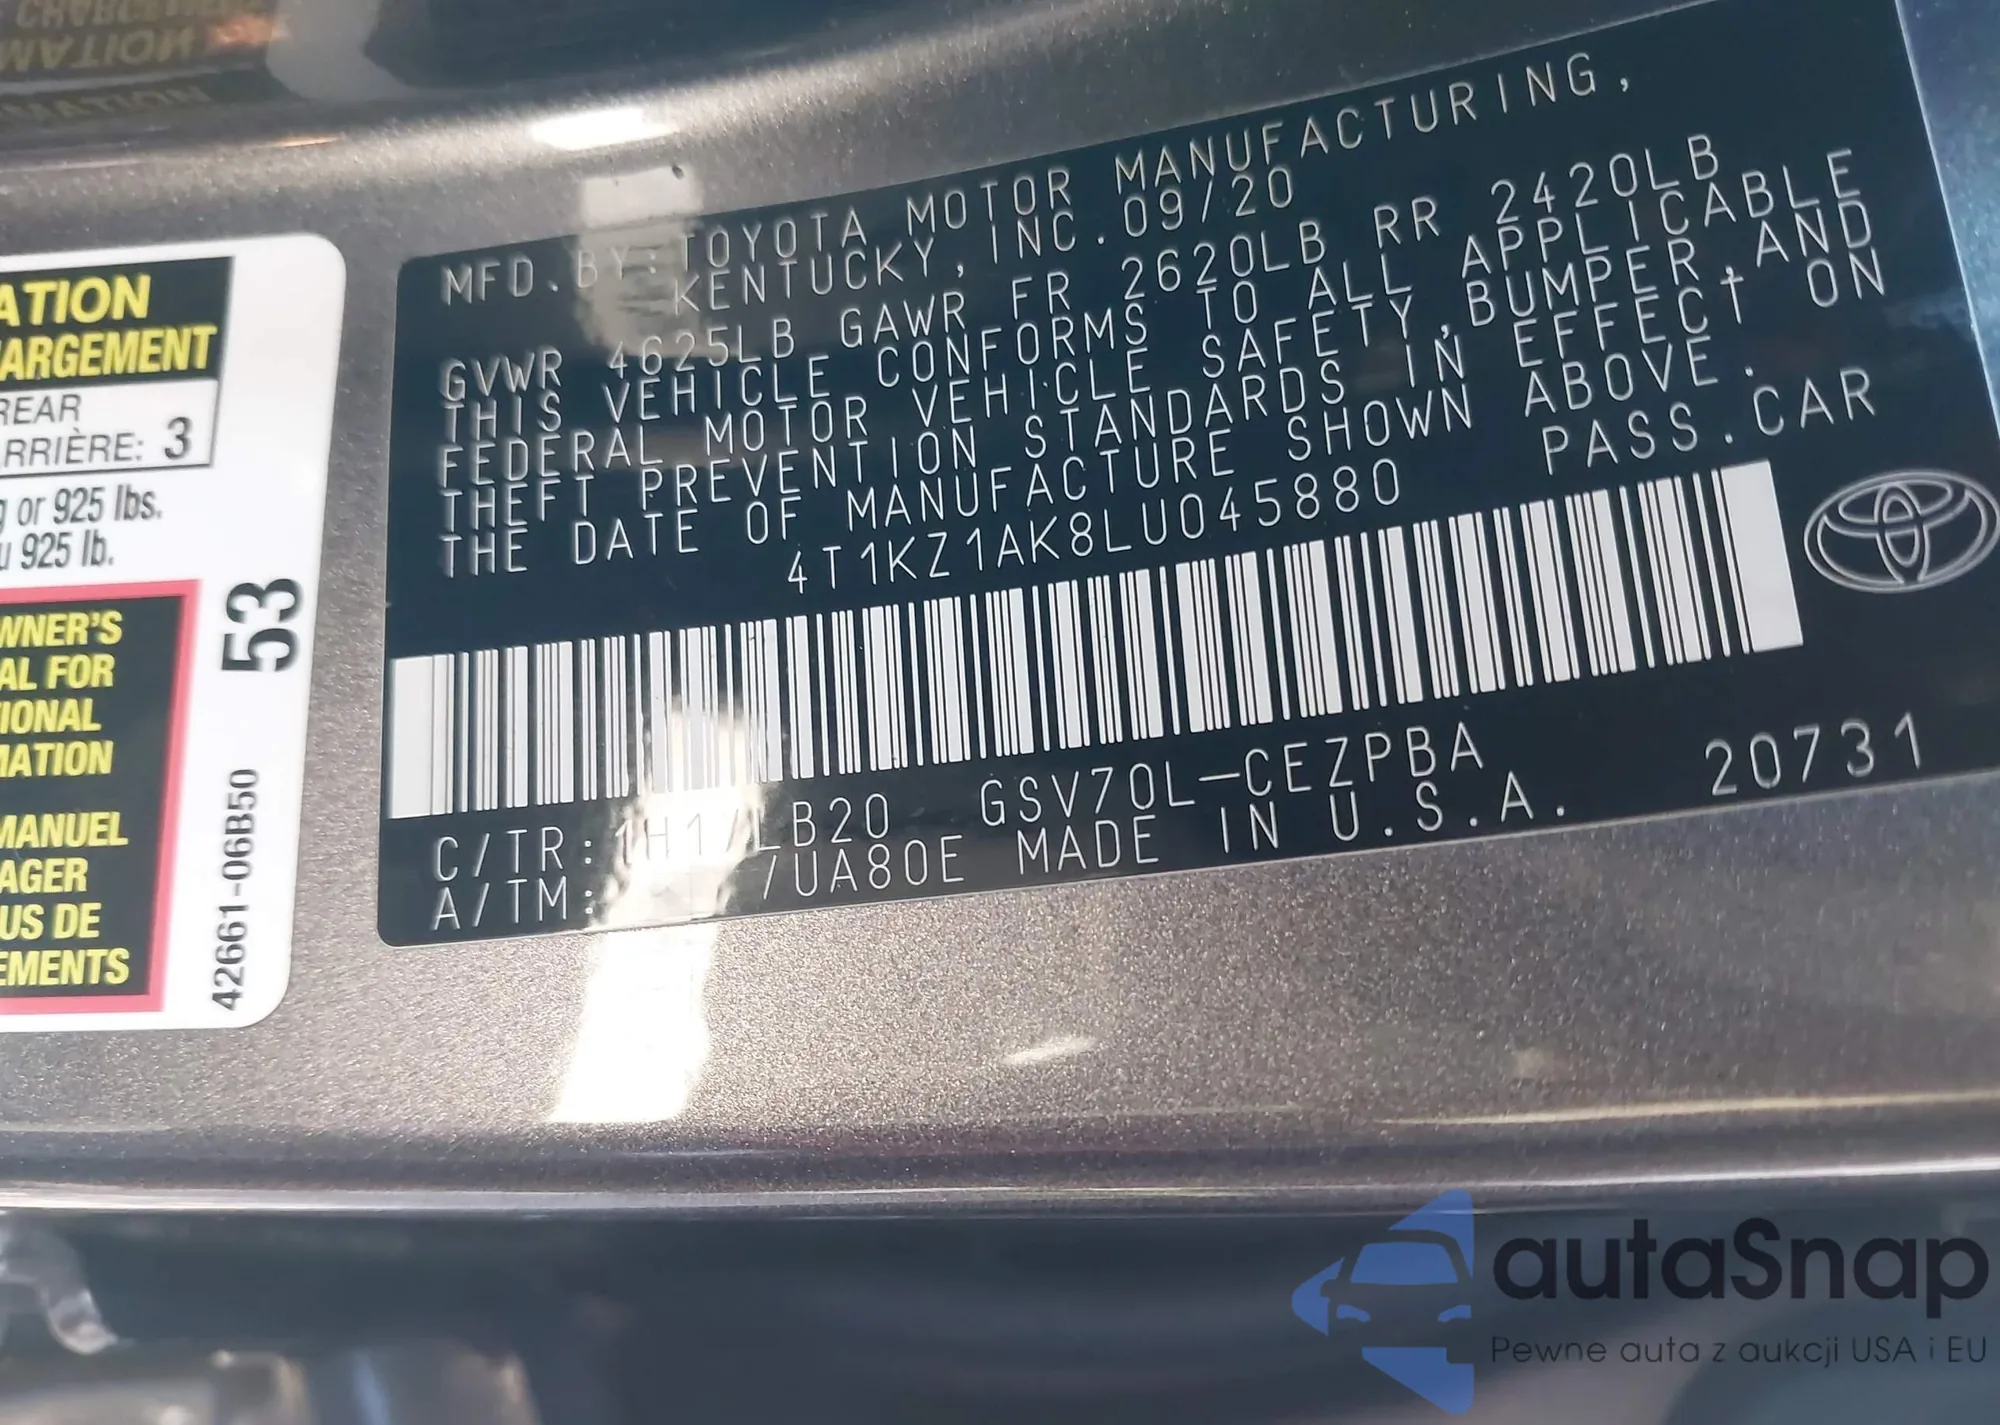 ATION
ARGEMENT
REAR
RRIÈRE: 3
g or 925 lbs.
u 925 lb.
WNER'S
AL FOR
IONAL
MATION
MANUEL
AGER
US DE
EMENTS
53
42661-06B50
MFD.BY:TOYOTA MOTOR MANUFACTURING,
KENTUCKY,INC.09/20
GVWR 4625LB GAWR FR 2620LB RR 2420LB
THIS VEHICLE CONFORMS TO ALL APPLICABLE
FEDERAL MOTOR VEHICLE SAFETY,BUMPER,AND
THEFT PREVENTION STANDARDS IN EFFECT ON
THE DATE OF MANUFACTURE SHOWN ABOVE.
4T1KZ1AK8LU045880 PASS.CAR
C/TR:1H1/LB20 GSV70L-CEZPBA 20731
A/TM: /UA80E MADE IN U.S.A.
autaSnap
Pewne auta z aukcji USA i EU